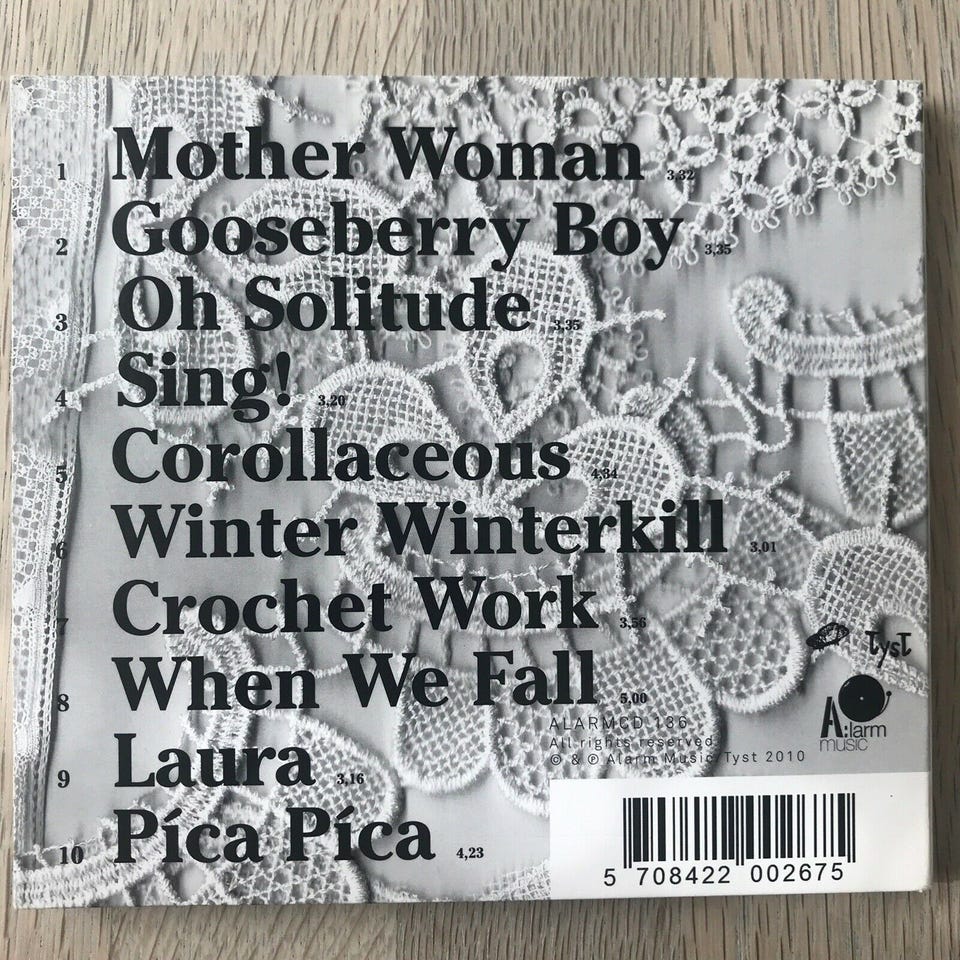 1 Mother Woman 3,32
2 Gooseberry Boy 3,35
3 Oh Solitude 3,35
4 Sing! 3,20
5 Corollaceous 4,34
6 Winter Winterkill 3,01
7 Crochet Work 3,56
8 When We Fall 5,00
9 Laura 3,16
10 Píca Píca 4,23
Tyst
A:larm
music
ALARMCD 136
All rights reserved
© & ℗ Alarm Music/Tyst 2010
5 708422 002675